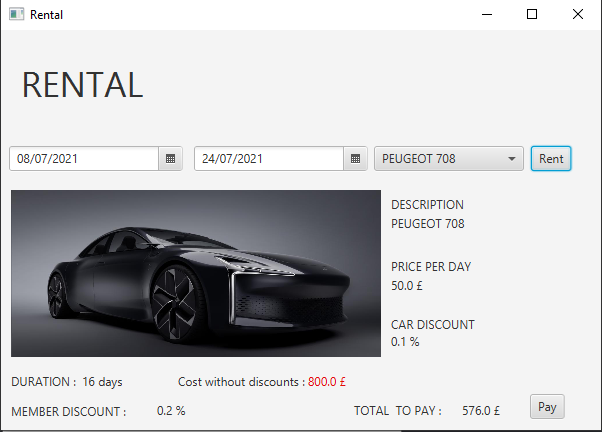 Rental
RENTAL
08/07/2021 24/07/2021 PEUGEOT 708 Rent
DESCRIPTION
PEUGEOT 708
PRICE PER DAY
50.0 £
CAR DISCOUNT
0.1 %
DURATION : 16 days Cost without discounts : 800.0 £
MEMBER DISCOUNT : 0.2 % TOTAL TO PAY : 576.0 £ Pay